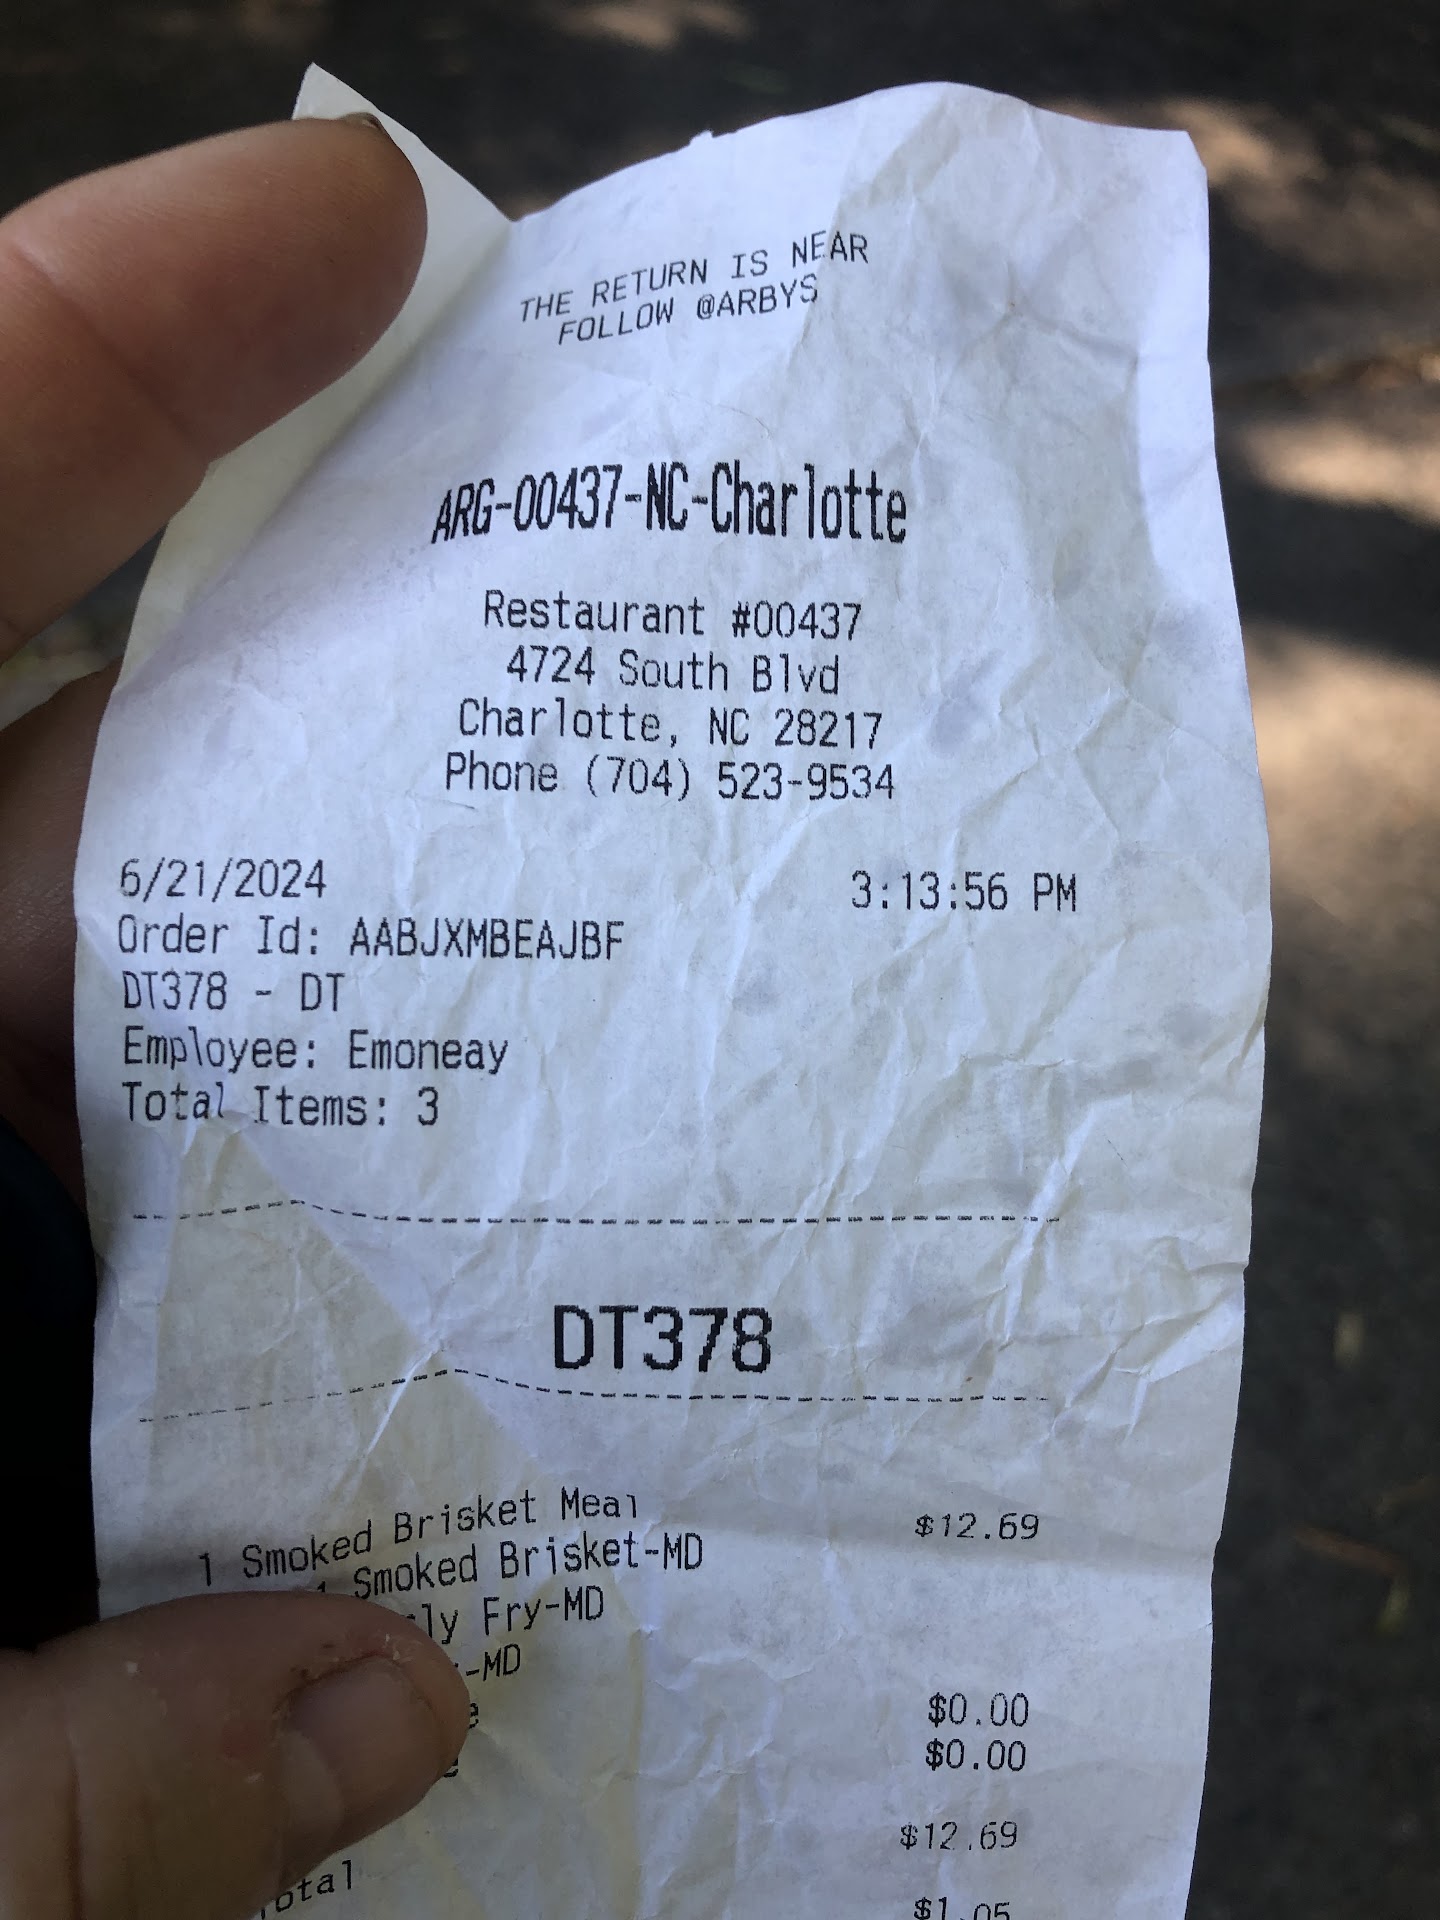 THE RETURN IS NEAR
FOLLOW @ARBYS
ARG-00437-NC-Charlotte
Restaurant #00437
4724 South Blvd
Charlotte, NC 28217
Phone (704) 523-9534
6/21/2024 3:13:56 PM
Order Id: AABJXMBEAJBF
DT378 - DT
Employee: Emoneay
Total Items: 3
DT378
1 Smoked Brisket Meal $12.69
1 Smoked Brisket-MD
Fry-MD
-MD
$0.00
$0.00
$12.69
$1.05